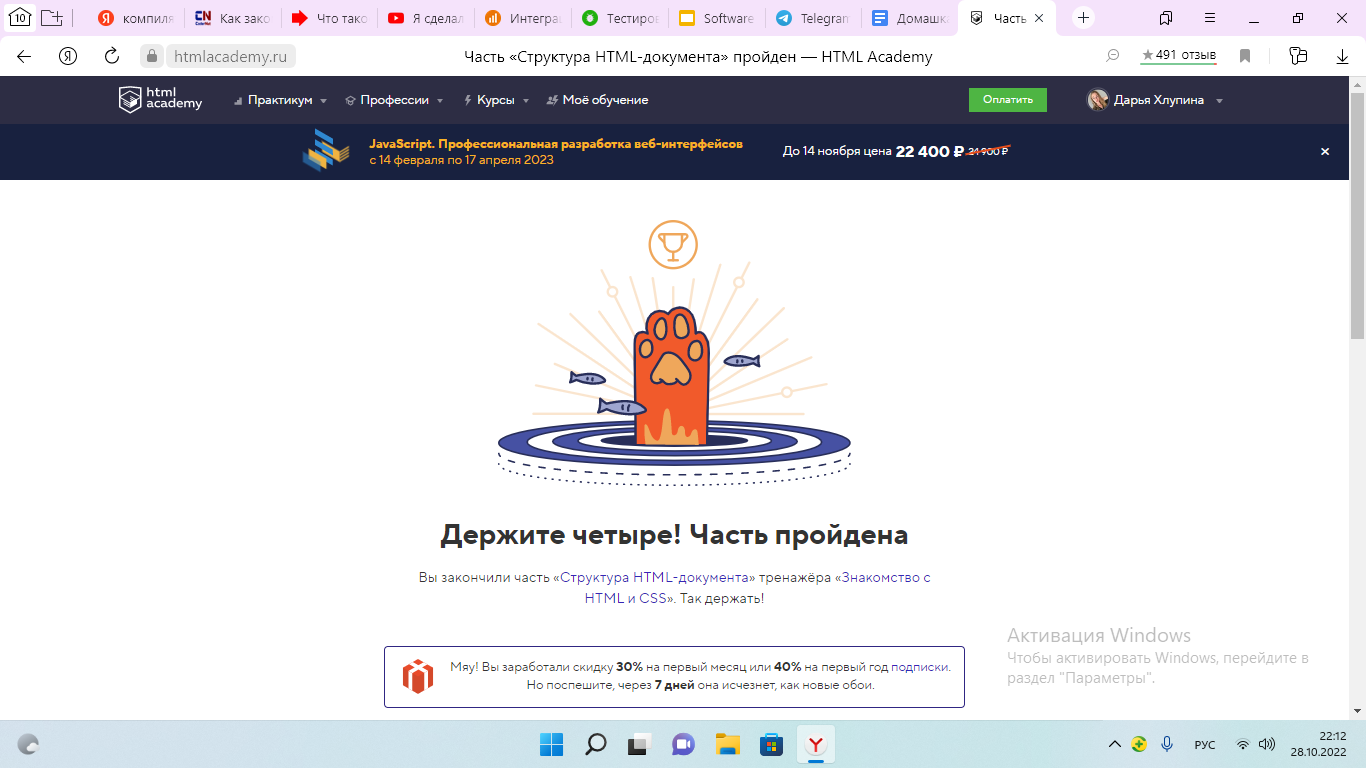 10
компиля
Как зако
Что тако
Я сделал
Интегра
Тестиров
Software
Telegram
Домашк
Часть
htmlacademy.ru
Часть «Структура HTML-документа» пройден — HTML Academy
★491 отзыв
html academy
Практикум
Профессии
Курсы
Моё обучение
Оплатить
Дарья Хлупина
JavaScript. Профессиональная разработка веб-интерфейсов
с 14 февраля по 17 апреля 2023
До 14 ноября цена 22 400 ₽ 24 900 ₽
Держите четыре! Часть пройдена
Вы закончили часть «Структура HTML-документа» тренажёра «Знакомство с
HTML и CSS». Так держать!
Мяу! Вы заработали скидку 30% на первый месяц или 40% на первый год подписки.
Но поспешите, через 7 дней она исчезнет, как новые обои.
Активация Windows
Чтобы активировать Windows, перейдите в
раздел "Параметры".
РУС
22:12
28.10.2022